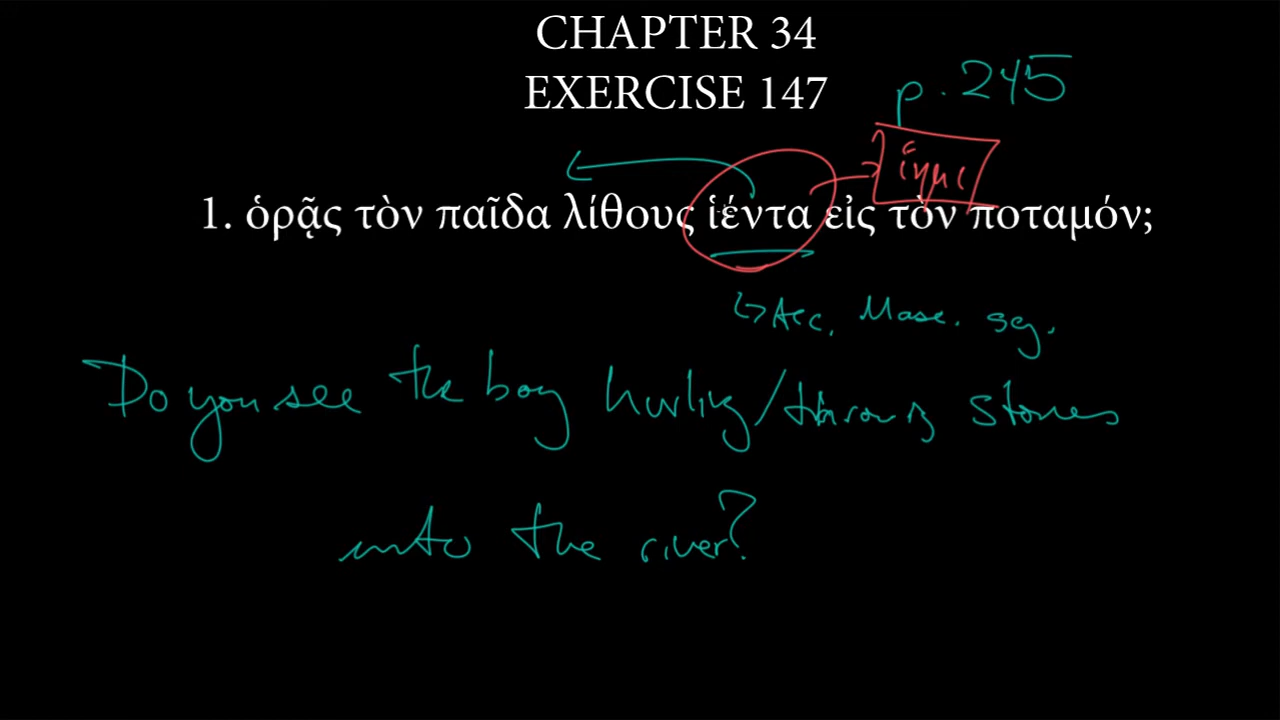 CHAPTER 34
EXERCISE 147
p. 245
ἵημι
1. ὁρᾷς τὸν παῖδα λίθους ἱέντα εἰς τὸν ποταμόν;
Acc. Masc. sg.
Do you see the boy hurling/throwing stones
into the river?